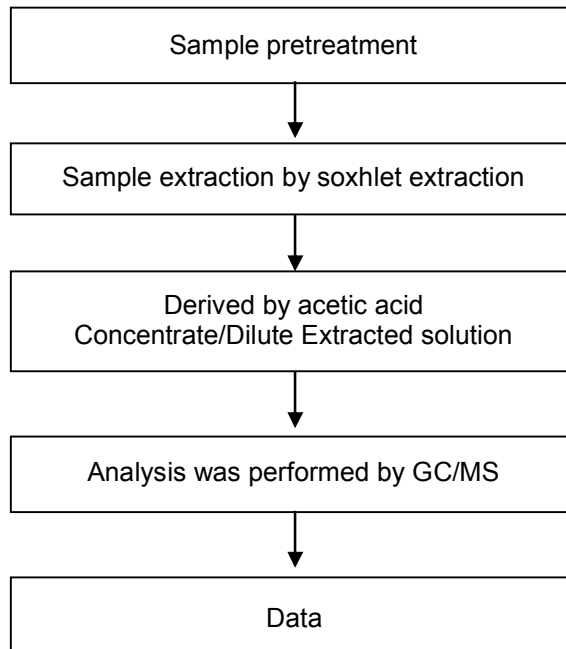 Sample pretreatment
Sample extraction by soxhlet extraction
Derived by acetic acid
Concentrate/Dilute Extracted solution
Analysis was performed by GC/MS
Data